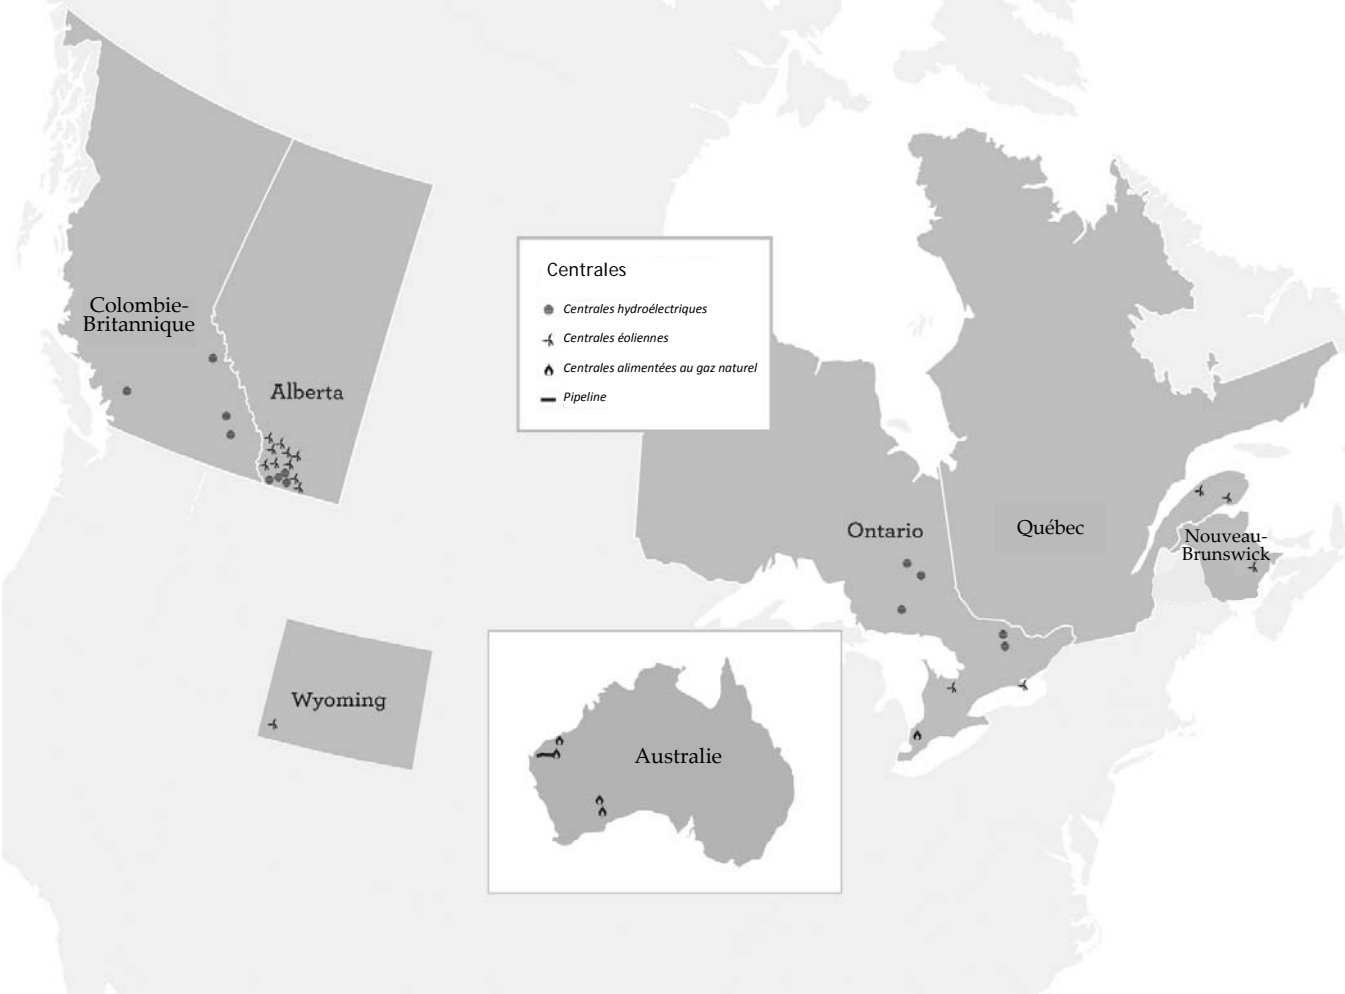 Centrales
Centrales hydroélectriques
Centrales éoliennes
Centrales alimentées au gaz naturel
Pipeline
Colombie-
Britannique
Alberta
Ontario
Québec
Nouveau-
Brunswick
Wyoming
Australie